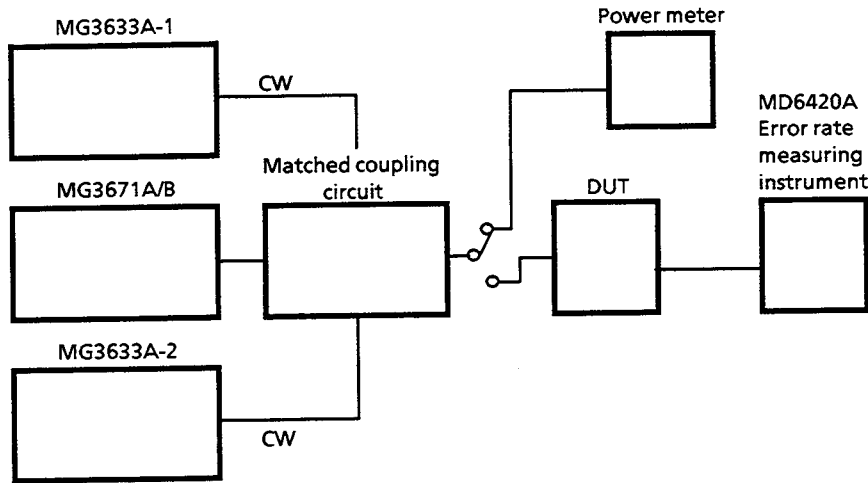 MG3633A-1
CW
Power meter
MD6420A
Error rate
measuring
instrument
Matched coupling
circuit
MG3671A/B
DUT
MG3633A-2
CW